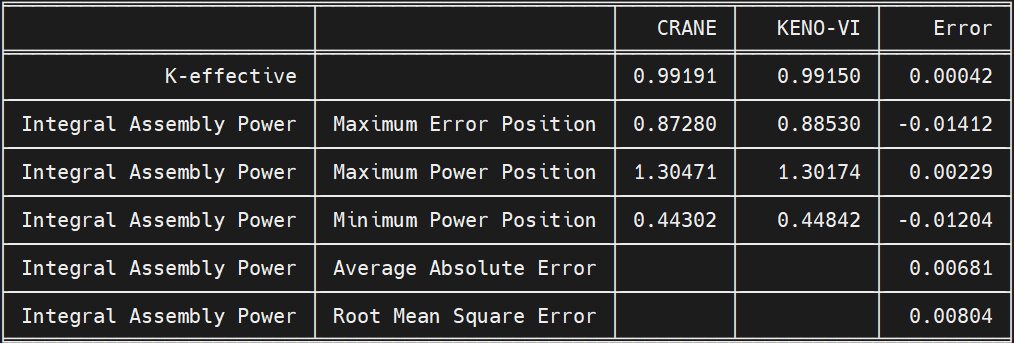 CRANE KENO-VI Error
K-effective 0.99191 0.99150 0.00042
Integral Assembly Power Maximum Error Position 0.87280 0.88530 -0.01412
Integral Assembly Power Maximum Power Position 1.30471 1.30174 0.00229
Integral Assembly Power Minimum Power Position 0.44302 0.44842 -0.01204
Integral Assembly Power Average Absolute Error 0.00681
Integral Assembly Power Root Mean Square Error 0.00804